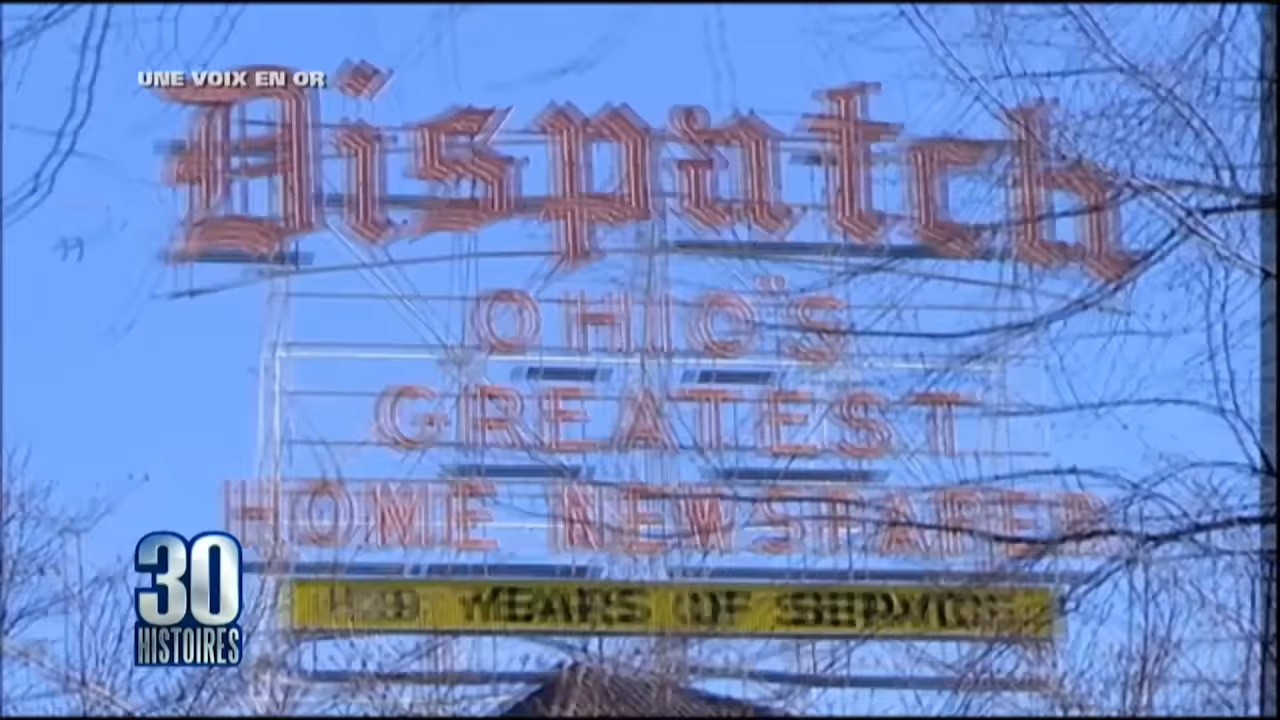 UNE VOIX EN OR
Dispatch
OHIO'S
GREATEST
HOME NEWSPAPER
YEARS OF SERVICE
30
HISTOIRES